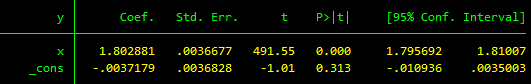 y Coef. Std. Err. t P>|t| [95% Conf. Interval]
x 1.802881 .0036677 491.55 0.000 1.795692 1.81007
_cons -.0037179 .0036828 -1.01 0.313 -.010936 .0035003